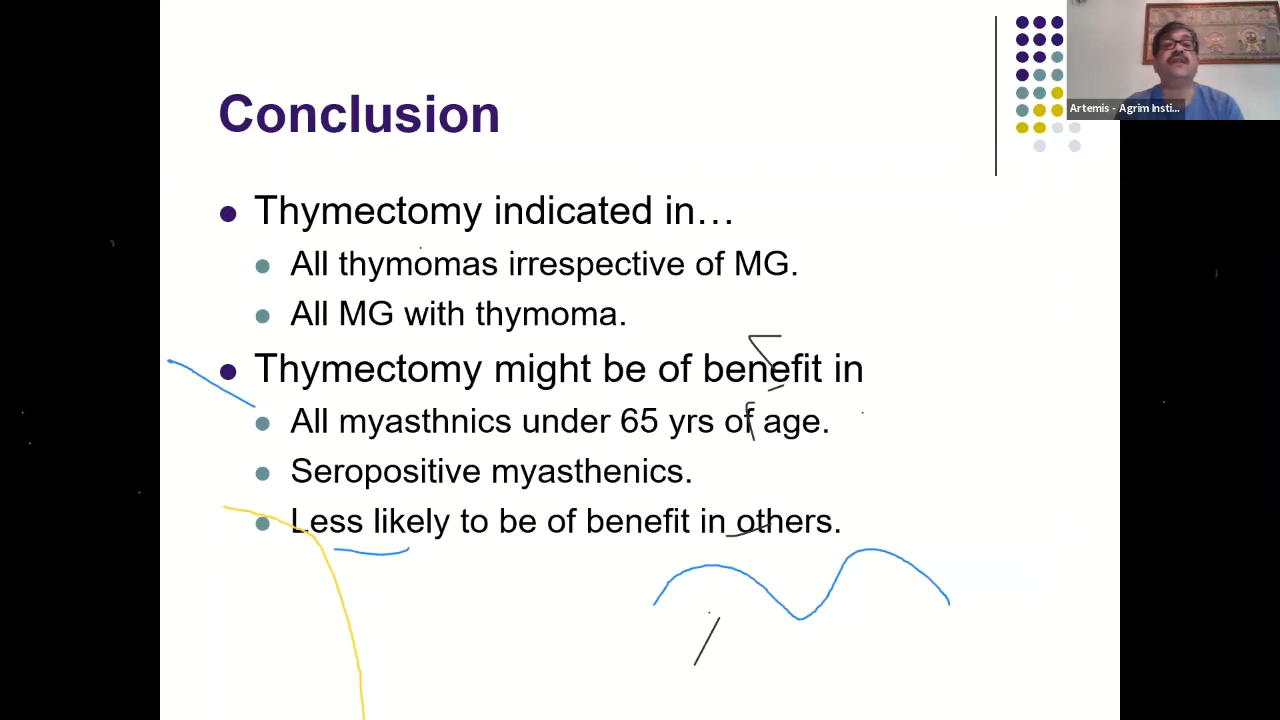 Artemis - Agrim Insti...
Conclusion
Thymectomy indicated in…
All thymomas irrespective of MG.
All MG with thymoma.
Thymectomy might be of benefit in
All myasthnics under 65 yrs of age.
Seropositive myasthenics.
Less likely to be of benefit in others.